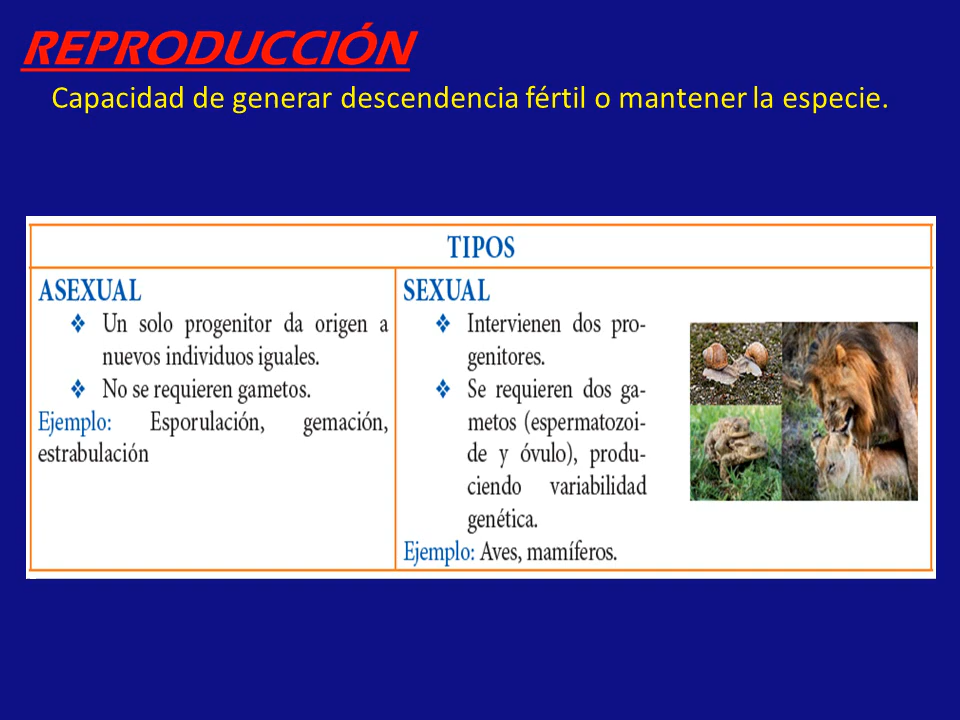 REPRODUCCIÓN
Capacidad de generar descendencia fértil o mantener la especie.
TIPOS
ASEXUAL
❖ Un solo progenitor da origen a
nuevos individuos iguales.
❖ No se requieren gametos.
Ejemplo: Esporulación, gemación,
estrabulación
SEXUAL
❖ Intervienen dos pro-
genitores.
❖ Se requieren dos ga-
metos (espermatozoi-
de y óvulo), produ-
ciendo variabilidad
genética.
Ejemplo: Aves, mamíferos.